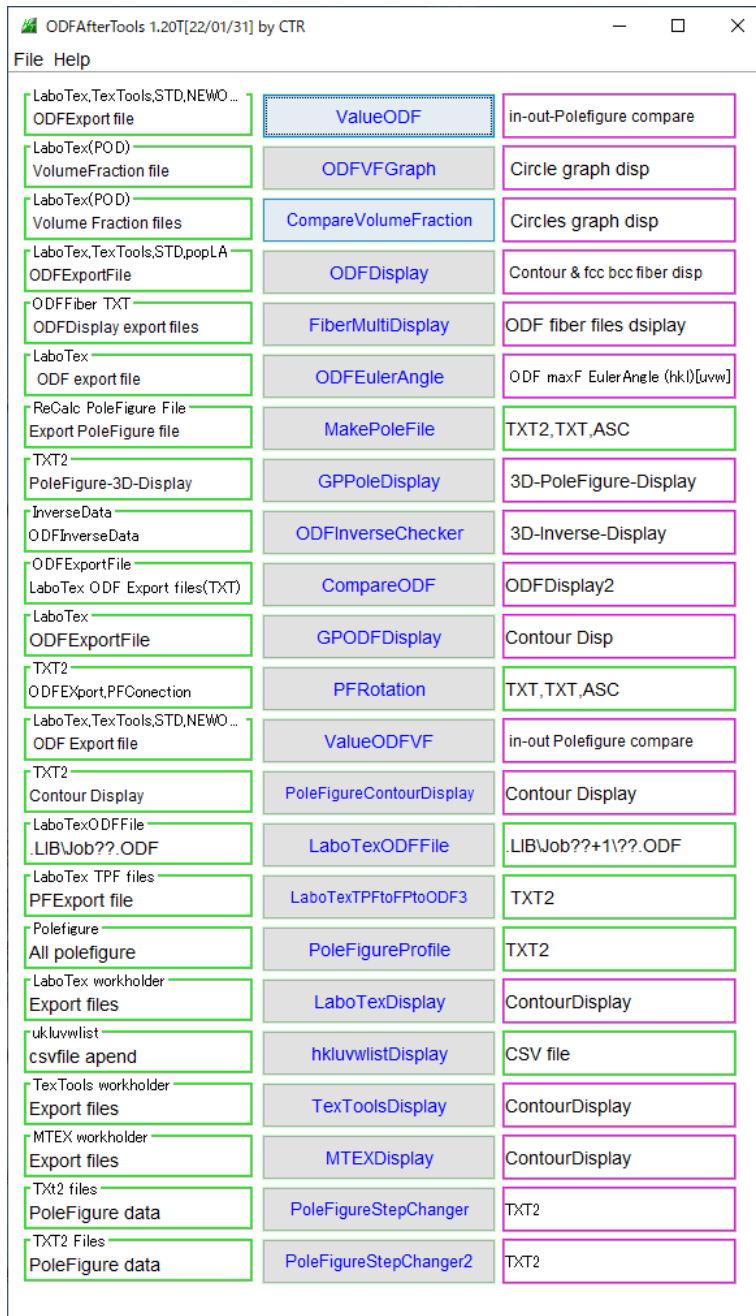 ODFAfterTools 1.20T[22/01/31] by CTR
File Help
LaboTex,TexTools,STD,NEWO...
ODFExport file
ValueODF
in-out-Polefigure compare
LaboTex(POD)
VolumeFraction file
ODFVFGraph
Circle graph disp
LaboTex(POD)
Volume Fraction files
CompareVolumeFraction
Circles graph disp
LaboTex,TexTools,STD,popLA
ODFExportFile
ODFDisplay
Contour & fcc bcc fiber disp
ODFFiber TXT
ODFDisplay export files
FiberMultiDisplay
ODF fiber files dsiplay
LaboTex
ODF export file
ODFEulerAngle
ODF maxF EulerAngle (hkl)[uvw]
ReCalc PoleFigure File
Export PoleFigure file
MakePoleFile
TXT2,TXT,ASC
TXT2
PoleFigure-3D-Display
GPPoleDisplay
3D-PoleFigure-Display
InverseData
ODFInverseData
ODFInverseChecker
3D-Inverse-Display
ODFExportFile
LaboTex ODF Export files(TXT)
CompareODF
ODFDisplay2
LaboTex
ODFExportFile
GPODFDisplay
Contour Disp
TXT2
ODFEXport,PFConection
PFRotation
TXT,TXT,ASC
LaboTex,TexTools,STD,NEWO...
ODF Export file
ValueODFVF
in-out Polefigure compare
TXT2
Contour Display
PoleFigureContourDisplay
Contour Display
LaboTexODFFile
.LIB\Job??.ODF
LaboTexODFFile
.LIB\Job??+1\??.ODF
LaboTex TPF files
PFExport file
LaboTexTPFtoFPtoODF3
TXT2
Polefigure
All polefigure
PoleFigureProfile
TXT2
LaboTex workholder
Export files
LaboTexDisplay
ContourDisplay
ukluvwlist
csvfile apend
hkluvwlistDisplay
CSV file
TexTools workholder
Export files
TexToolsDisplay
ContourDisplay
MTEX workholder
Export files
MTEXDisplay
ContourDisplay
TXt2 files
PoleFigure data
PoleFigureStepChanger
TXT2
TXT2 Files
PoleFigure data
PoleFigureStepChanger2
TXT2